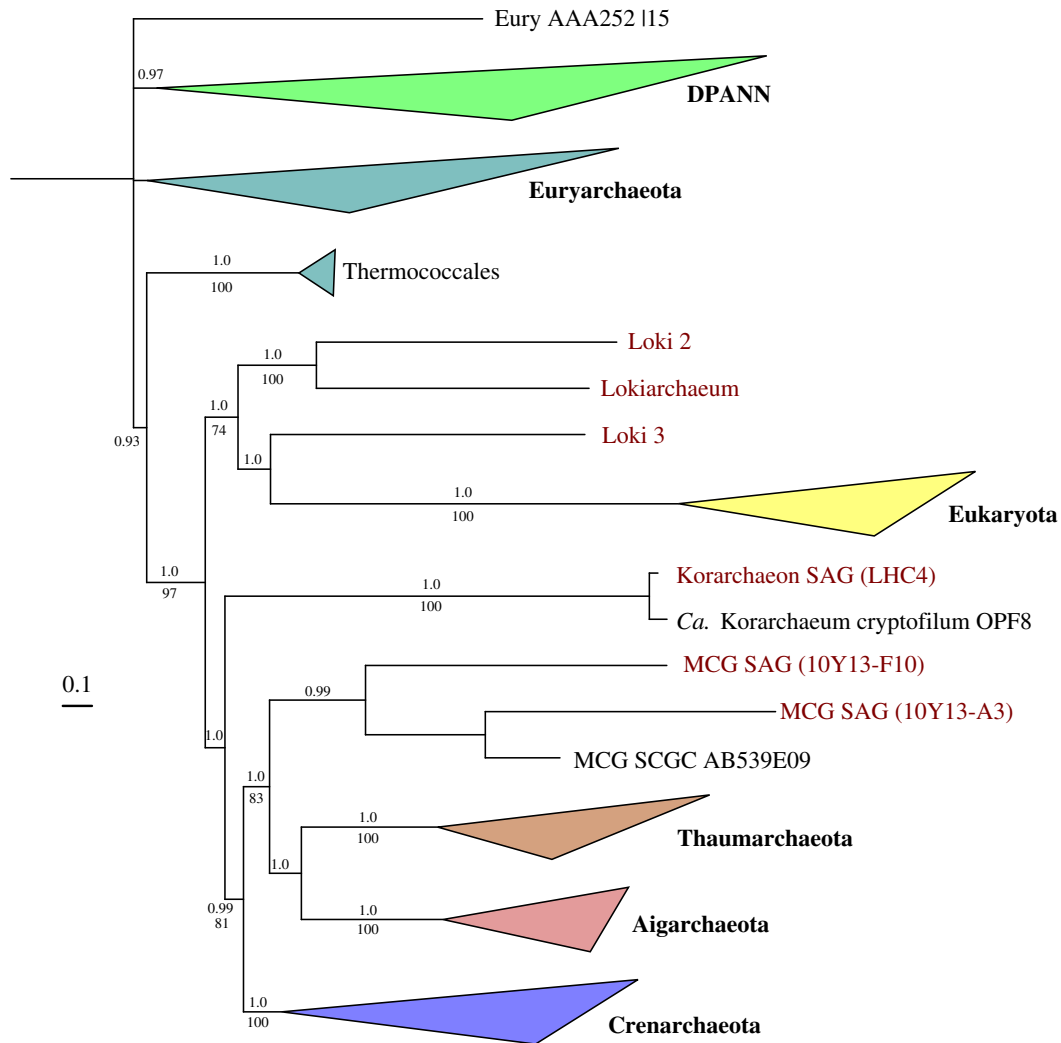 Eury AAA252 I15
0.97
DPANN
Euryarchaeota
1.0
100
Thermococcales
Loki 2
1.0
100
Lokiarchaeum
1.0
74
Loki 3
0.93
1.0
1.0
100
Eukaryota
1.0
97
Korarchaeon SAG (LHC4)
1.0
100
Ca. Korarchaeum cryptofilum OPF8
MCG SAG (10Y13-F10)
0.1
0.99
MCG SAG (10Y13-A3)
1.0
MCG SCGC AB539E09
1.0
83
1.0
100
Thaumarchaeota
1.0
0.99
81
1.0
100
Aigarchaeota
1.0
100
Crenarchaeota